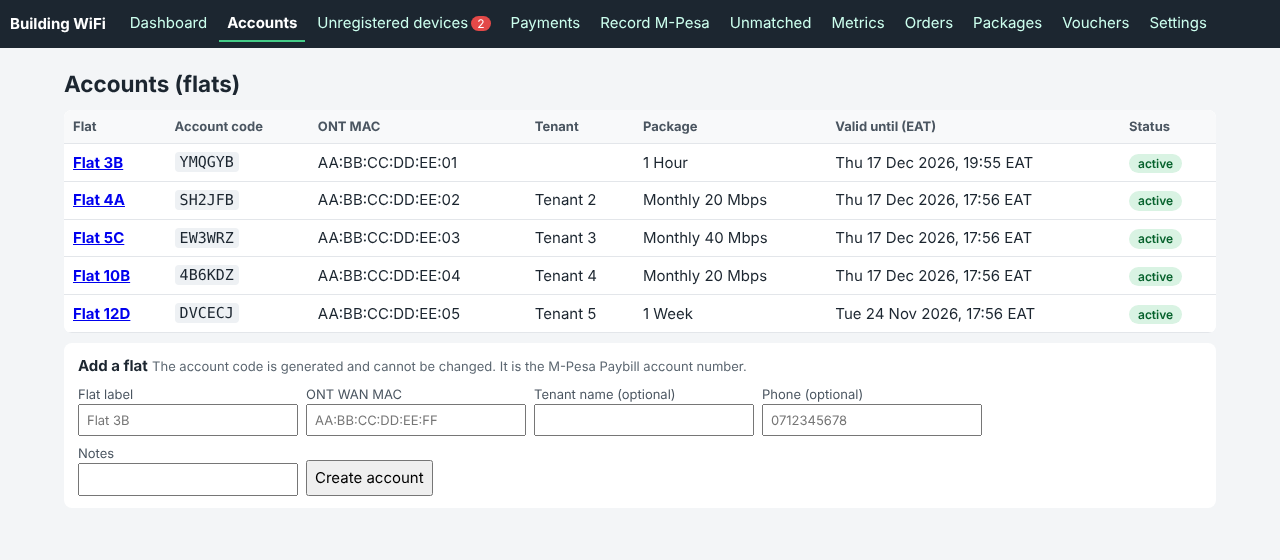 Building WiFi Dashboard Accounts Unregistered devices 2 Payments Record M-Pesa Unmatched Metrics Orders Packages Vouchers Settings
Accounts (flats)
Flat Account code ONT MAC Tenant Package Valid until (EAT) Status
Flat 3B YMQGYB AA:BB:CC:DD:EE:01 1 Hour Thu 17 Dec 2026, 19:55 EAT active
Flat 4A SH2JFB AA:BB:CC:DD:EE:02 Tenant 2 Monthly 20 Mbps Thu 17 Dec 2026, 17:56 EAT active
Flat 5C EW3WRZ AA:BB:CC:DD:EE:03 Tenant 3 Monthly 40 Mbps Thu 17 Dec 2026, 17:56 EAT active
Flat 10B 4B6KDZ AA:BB:CC:DD:EE:04 Tenant 4 Monthly 20 Mbps Thu 17 Dec 2026, 17:56 EAT active
Flat 12D DVCECJ AA:BB:CC:DD:EE:05 Tenant 5 1 Week Tue 24 Nov 2026, 17:56 EAT active
Add a flat The account code is generated and cannot be changed. It is the M-Pesa Paybill account number.
Flat label ONT WAN MAC Tenant name (optional) Phone (optional)
Flat 3B AA:BB:CC:DD:EE:FF 0712345678
Notes
Create account